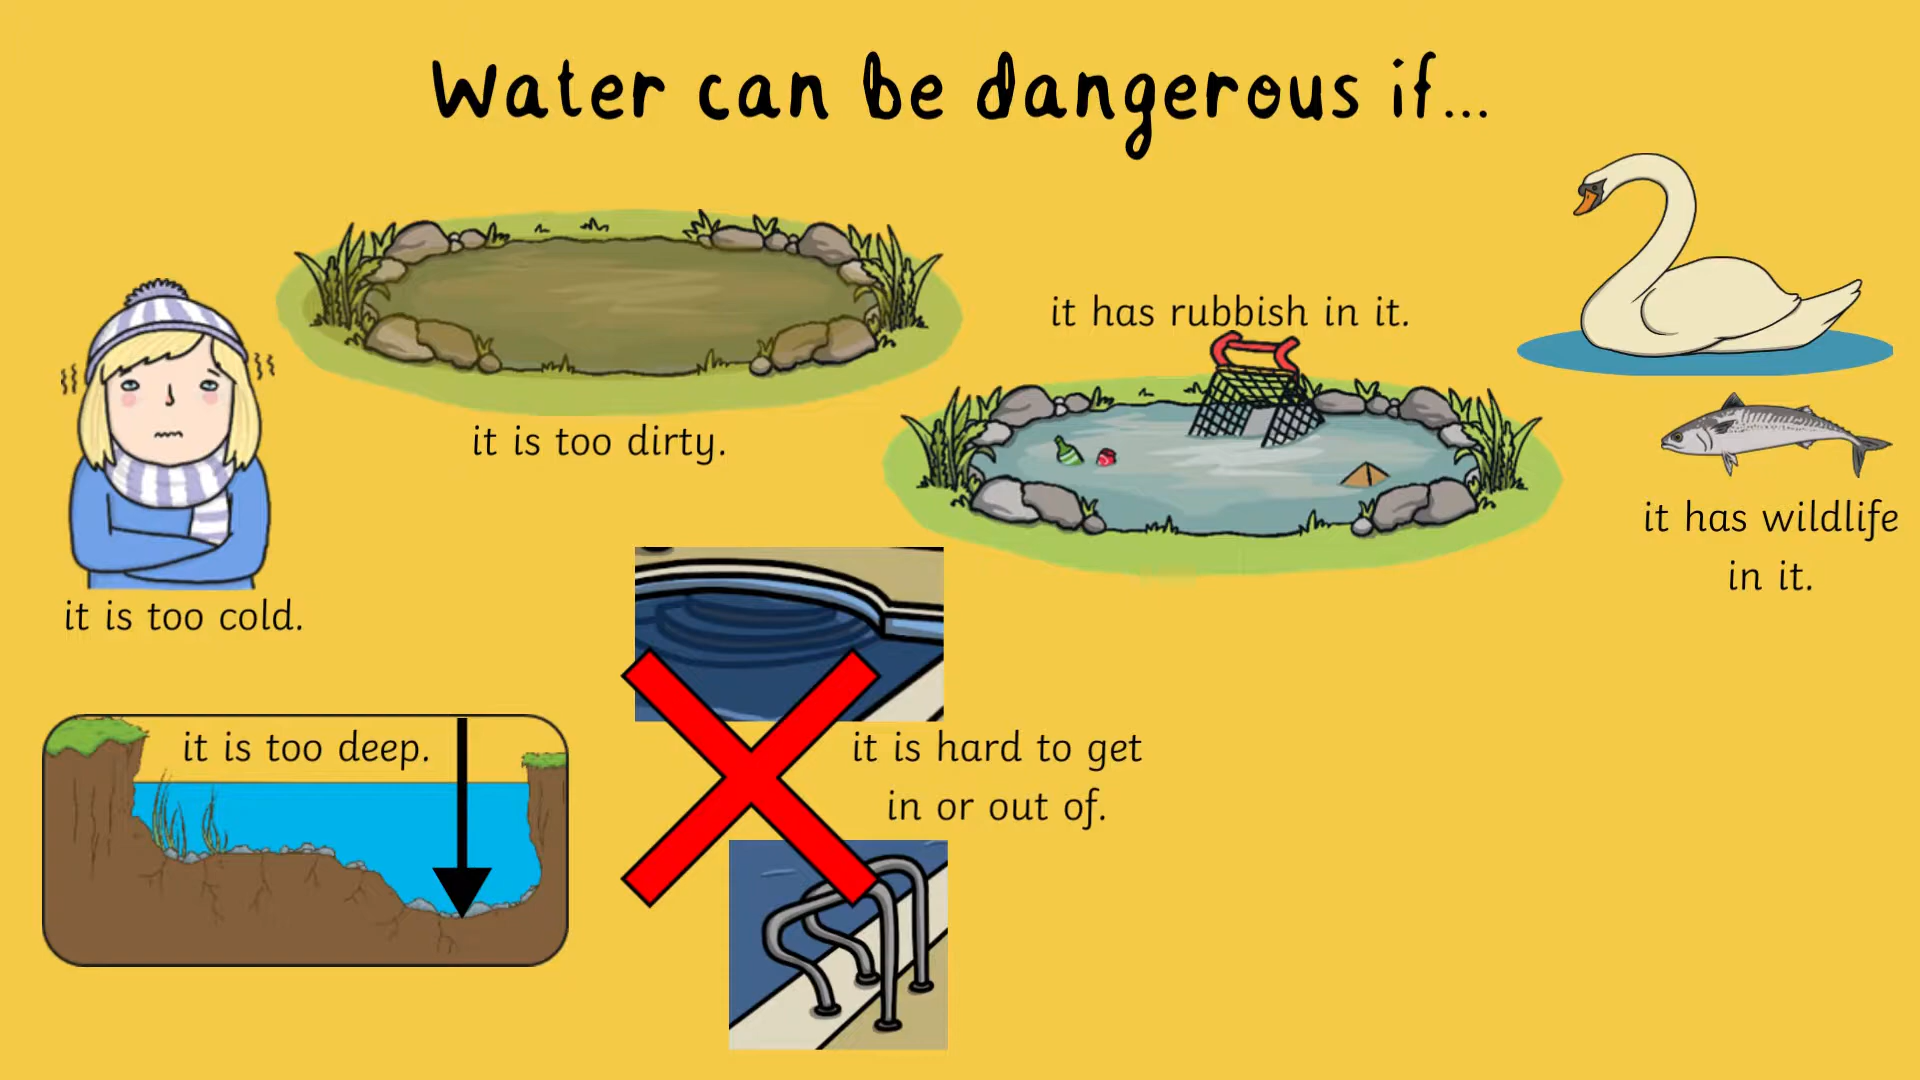 Water can be dangerous if...
it is too cold.
it is too dirty.
it has rubbish in it.
it has wildlife
in it.
it is too deep.
it is hard to get
in or out of.